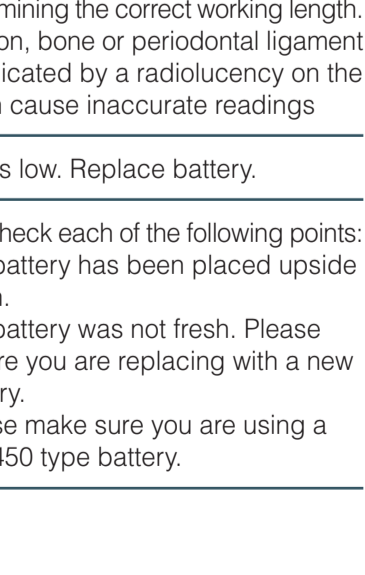 mining the correct working length.
on, bone or periodontal ligament
icated by a radiolucency on the
cause inaccurate readings
s low. Replace battery.
heck each of the following points:
battery has been placed upside
battery was not fresh. Please
re you are replacing with a new
ry.
se make sure you are using a
450 type battery.